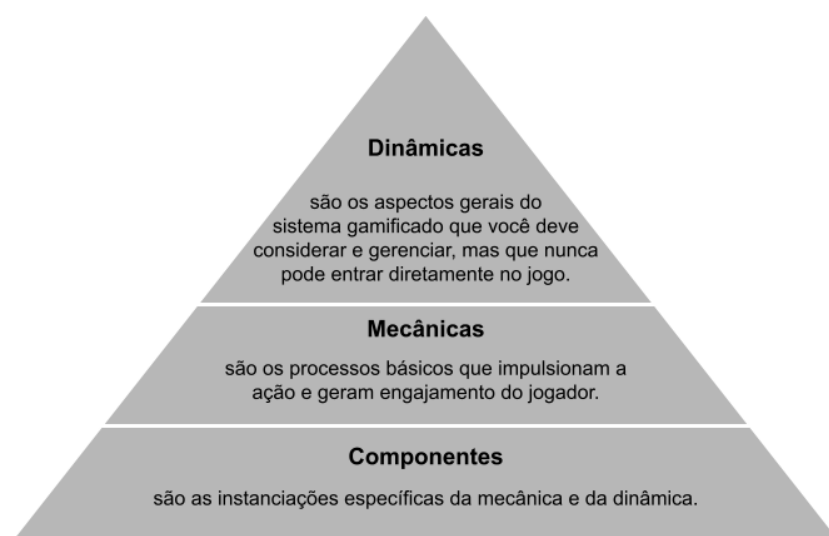 Dinâmicas
são os aspectos gerais do
sistema gamificado que você deve
considerar e gerenciar, mas que nunca
pode entrar diretamente no jogo.
Mecânicas
são os processos básicos que impulsionam a
ação e geram engajamento do jogador.
Componentes
são as instanciações específicas da mecânica e da dinâmica.